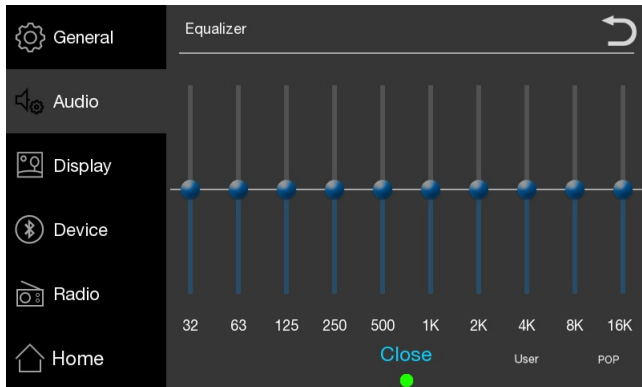 General
Equalizer
Audio
Display
Device
Radio
32 63 125 250 500 1K 2K 4K 8K 16K
Home
Close User POP